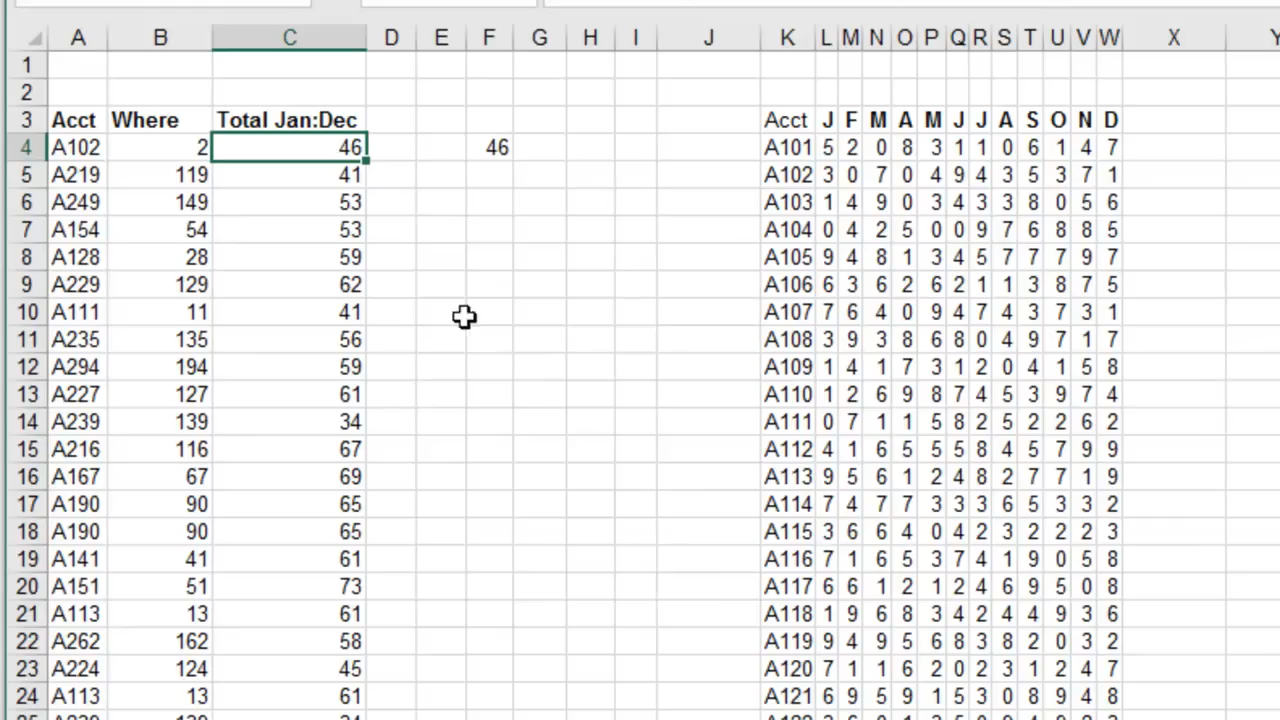 A B C D E F G H I J K L M N O P Q R S T U V W X Y
1
2
3 Acct Where Total Jan:Dec Acct J F M A M J J A S O N D
4 A102 2 46 46 A101 5 2 0 8 3 1 1 0 6 1 4 7
5 A219 119 41 A102 3 0 7 0 4 9 4 3 5 3 7 1
6 A249 149 53 A103 1 4 9 0 3 4 3 3 8 0 5 6
7 A154 54 53 A104 0 4 2 5 0 0 9 7 6 8 8 5
8 A128 28 59 A105 9 4 8 1 3 4 5 7 7 7 9 7
9 A229 129 62 A106 6 3 6 2 6 2 1 1 3 8 7 5
10 A111 11 41 A107 7 6 4 0 9 4 7 4 3 7 3 1
11 A235 135 56 A108 3 9 3 8 6 8 0 4 9 7 1 7
12 A294 194 59 A109 1 4 1 7 3 1 2 0 4 1 5 8
13 A227 127 61 A110 1 2 6 9 8 7 4 5 3 9 7 4
14 A239 139 34 A111 0 7 1 1 5 8 2 5 2 2 6 2
15 A216 116 67 A112 4 1 6 5 5 5 8 4 5 7 9 9
16 A167 67 69 A113 9 5 6 1 2 4 8 2 7 7 1 9
17 A190 90 65 A114 7 4 7 7 3 3 3 6 5 3 3 2
18 A190 90 65 A115 3 6 6 4 0 4 2 3 2 2 2 3
19 A141 41 61 A116 7 1 6 5 3 7 4 1 9 0 5 8
20 A151 51 73 A117 6 6 1 2 1 2 4 6 9 5 0 8
21 A113 13 61 A118 1 9 6 8 3 4 2 4 4 9 3 6
22 A262 162 58 A119 9 4 9 5 6 8 3 8 2 0 3 2
23 A224 124 45 A120 7 1 1 6 2 0 2 3 1 2 4 7
24 A113 13 61 A121 6 9 5 9 1 5 3 0 8 9 4 8